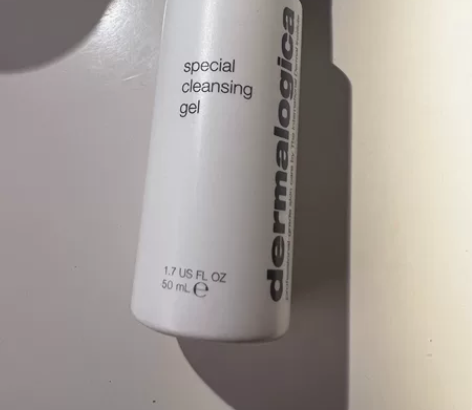 special
cleansing
gel
dermalogica
1.7 US FL OZ
50 mL ℮